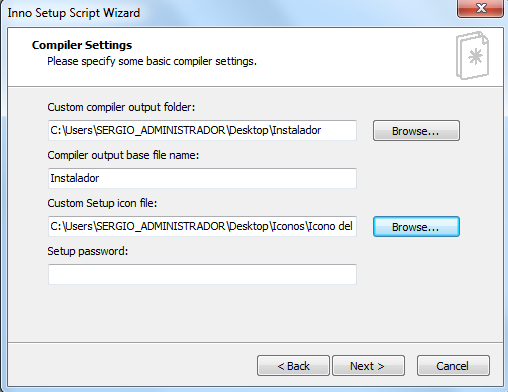 Inno Setup Script Wizard
Compiler Settings
Please specify some basic compiler settings.
Custom compiler output folder:
C:\Users\SERGIO_ADMINISTRADOR\Desktop\Instalador
Browse...
Compiler output base file name:
Instalador
Custom Setup icon file:
C:\Users\SERGIO_ADMINISTRADOR\Desktop\Iconos\Icono del
Browse...
Setup password:
< Back
Next >
Cancel